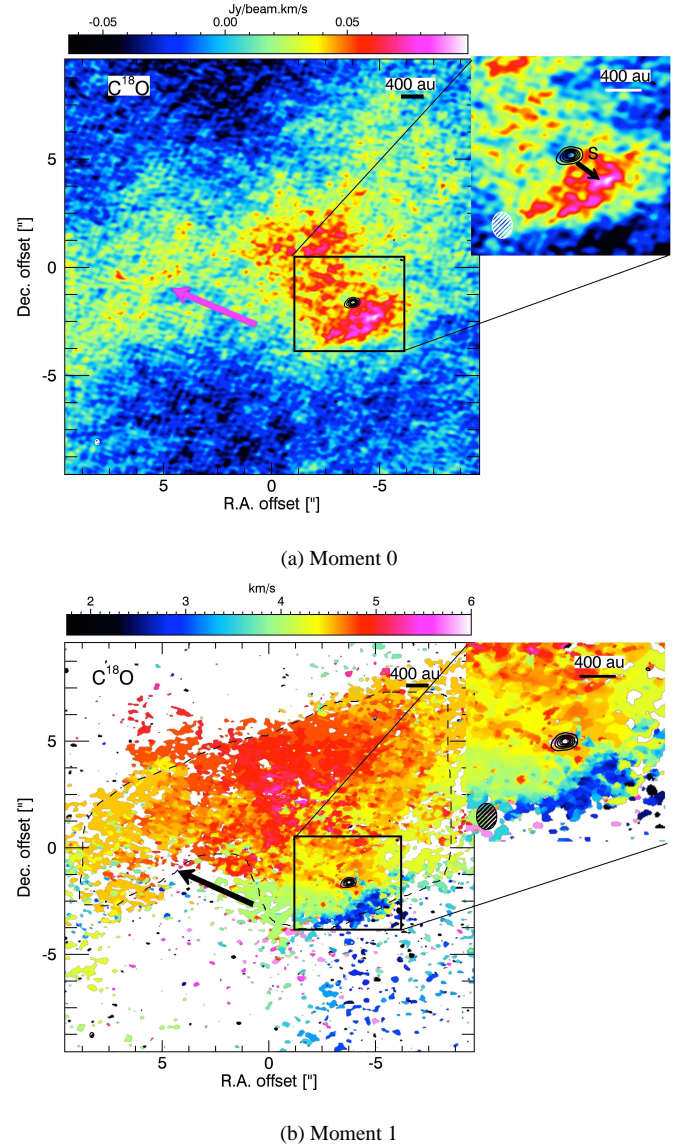 Jy/beam.km/s
-0.05 0.00 0.05
C18O
400 au
400 au
S
5
0
-5
Dec. offset ["]
5 0 -5
R.A. offset ["]
(a) Moment 0
km/s
2 3 4 5 6
C18O
400 au
400 au
5
0
-5
Dec. offset ["]
5 0 -5
R.A. offset ["]
(b) Moment 1